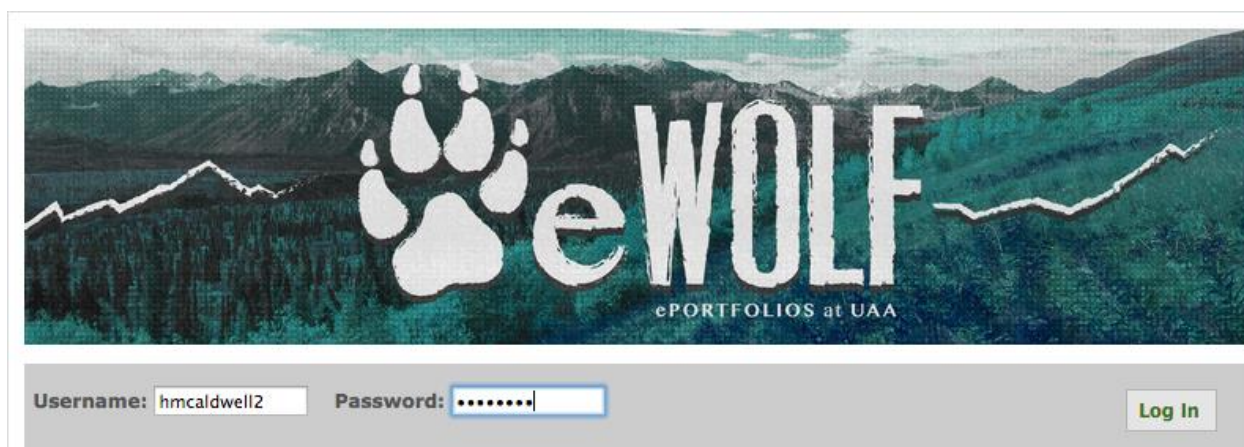 eWOLF
ePORTFOLIOS at UAA
Username: hmcaldwell2 Password: ••••••••
Log In